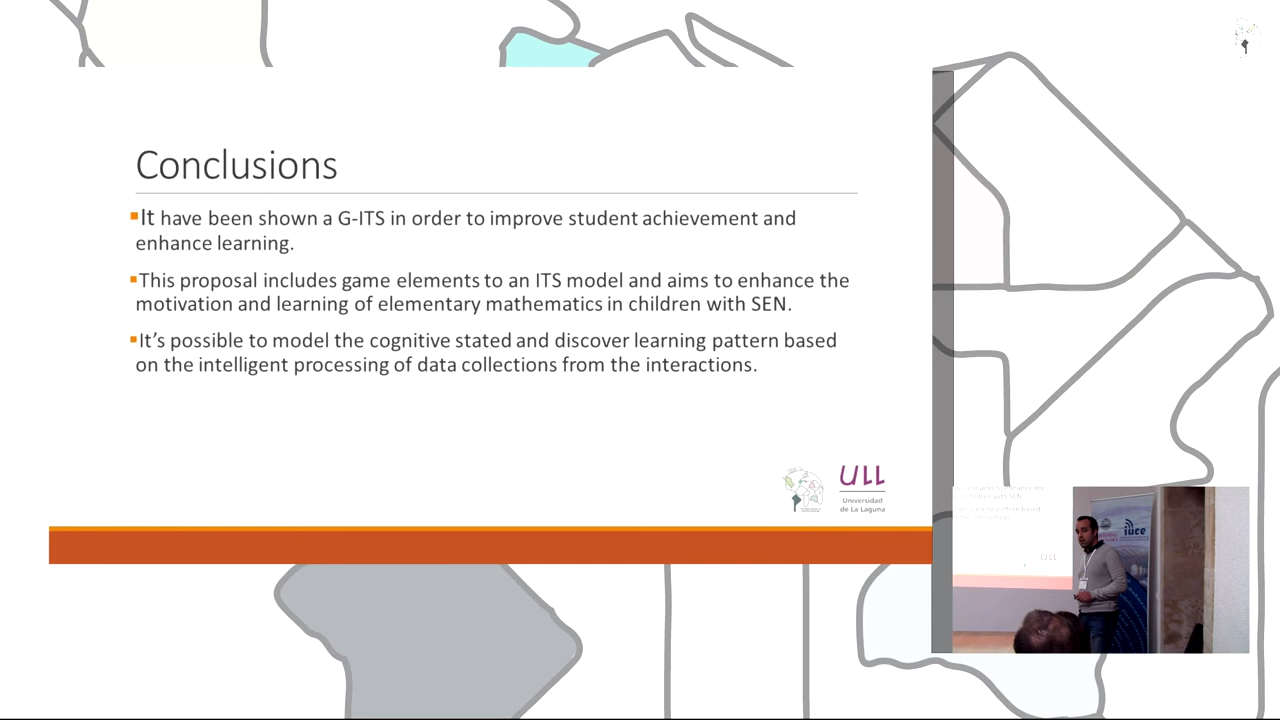 Conclusions
It have been shown a G-ITS in order to improve student achievement and
enhance learning.
This proposal includes game elements to an ITS model and aims to enhance the
motivation and learning of elementary mathematics in children with SEN.
It's possible to model the cognitive stated and discover learning pattern based
on the intelligent processing of data collections from the interactions.
ULL
Universidad
de La Laguna
iuce